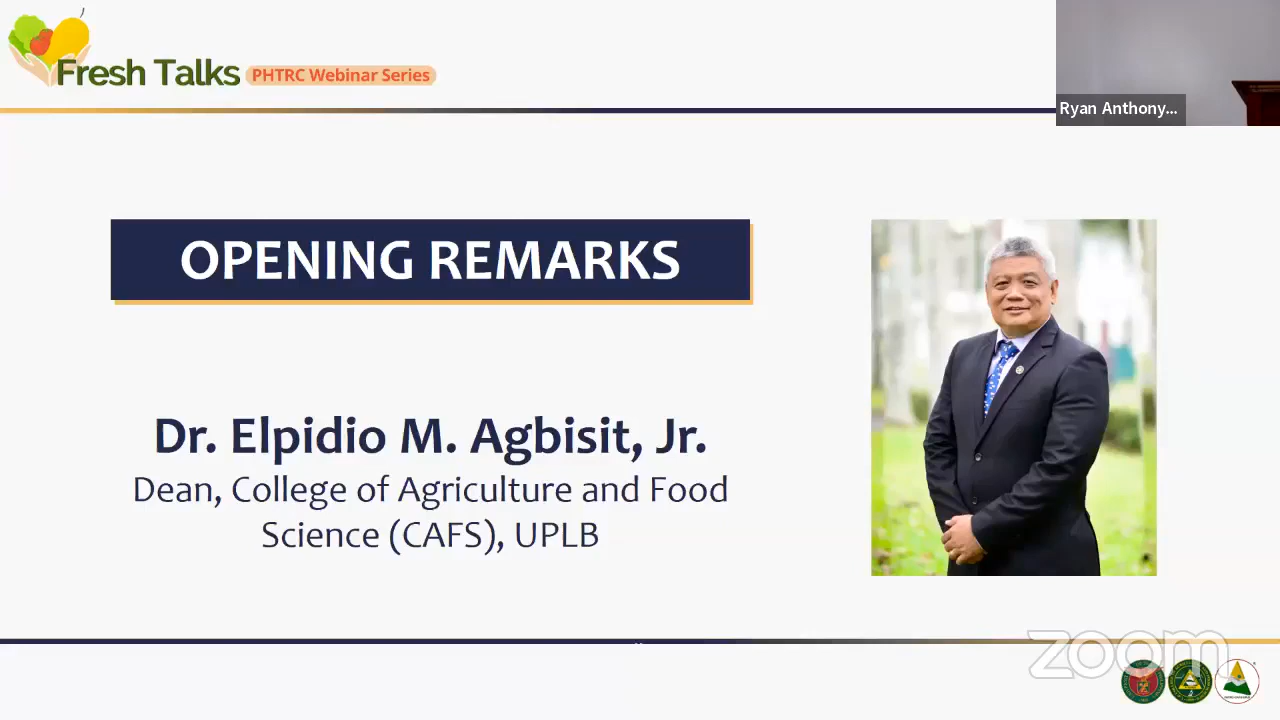 Fresh Talks PHTRC Webinar Series
Ryan Anthony...
OPENING REMARKS
Dr. Elpidio M. Agbisit, Jr.
Dean, College of Agriculture and Food
Science (CAFS), UPLB
zoom